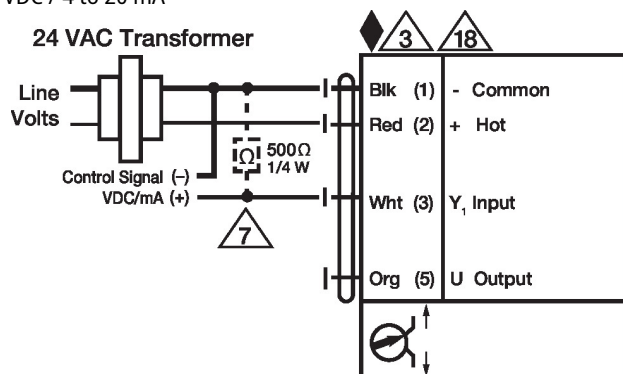 VDC / 4 to 20 mA
24 VAC Transformer
3
18
Line
Volts
Blk (1) - Common
Red (2) + Hot
Ω
500Ω
1/4 W
Control Signal (–)
VDC/mA (+)
Wht (3) Y₁ Input
7
Org (5) U Output